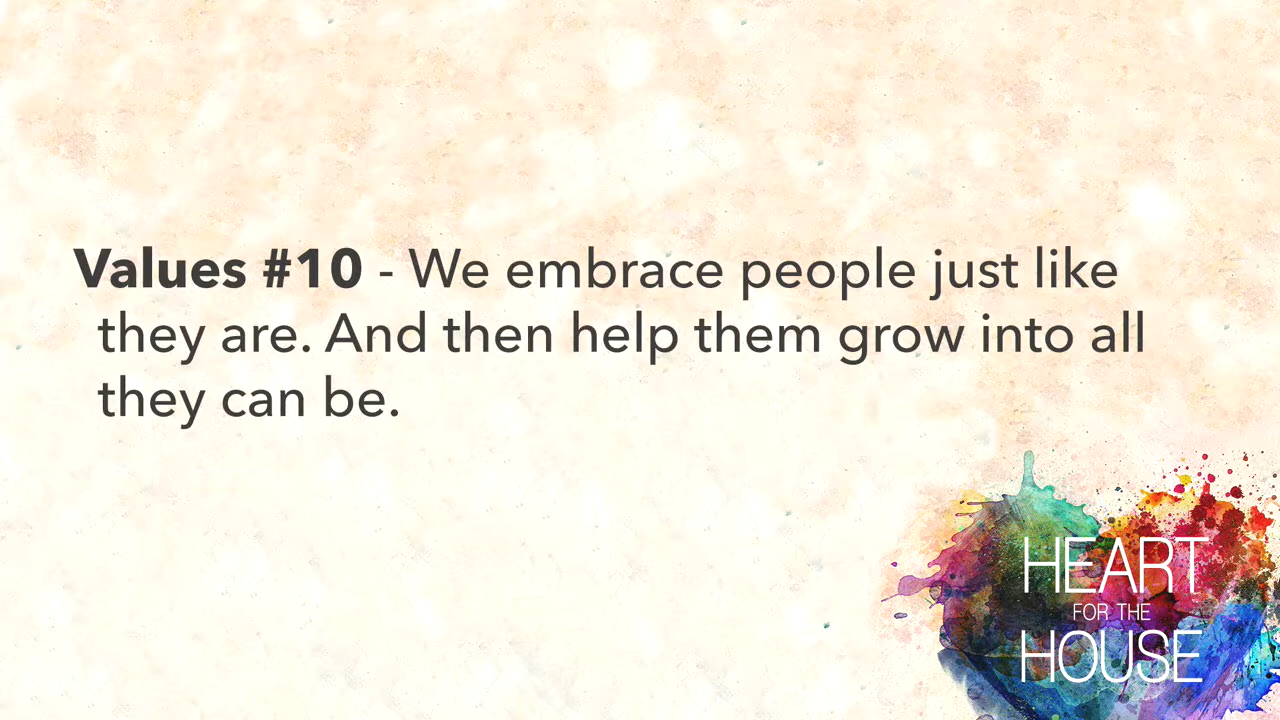 Values #10 - We embrace people just like
they are. And then help them grow into all
they can be.
HEART
FOR THE
HOUSE